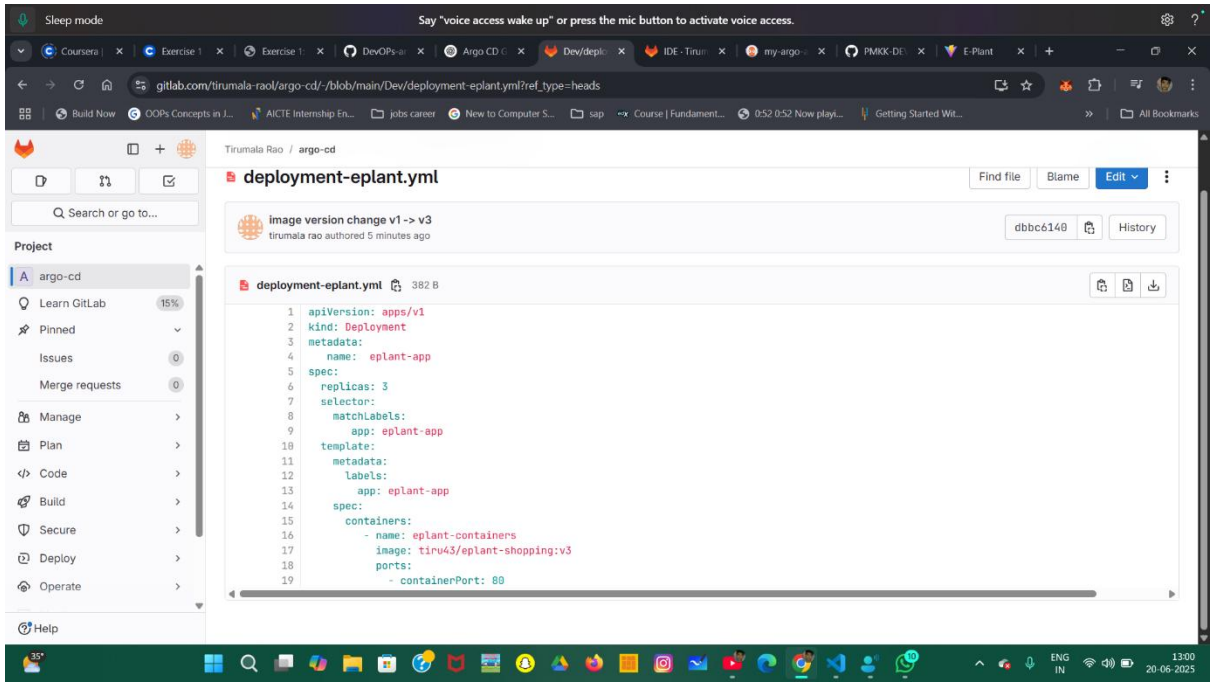 Sleep mode
Say "voice access wake up" or press the mic button to activate voice access.
Coursera |
Exercise 1
Exercise 1:
DevOPs-ar
Argo CD G
Dev/deplo
IDE · Tirum
my-argo-a
PMKK-DE\
E-Plant
gitlab.com/tirumala-raol/argo-cd/-/blob/main/Dev/deployment-eplant.yml?ref_type=heads
Build Now
OOPs Concepts in J...
AICTE Internship En...
jobs career
New to Computer S...
sap
Course | Fundament...
0:52 0:52 Now playi...
Getting Started Wit...
»
All Bookmarks
Tirumala Rao / argo-cd
Search or go to...
Project
A argo-cd
Learn GitLab 15%
Pinned
Issues 0
Merge requests 0
Manage
Plan
Code
Build
Secure
Deploy
Operate
Help
deployment-eplant.yml
Find file
Blame
Edit
image version change v1 -> v3
tirumala rao authored 5 minutes ago
dbbc6140
History
deployment-eplant.yml 382 B
1 apiVersion: apps/v1
2 kind: Deployment
3 metadata:
4 name: eplant-app
5 spec:
6 replicas: 3
7 selector:
8 matchLabels:
9 app: eplant-app
10 template:
11 metadata:
12 labels:
13 app: eplant-app
14 spec:
15 containers:
16 - name: eplant-containers
17 image: tiru43/eplant-shopping:v3
18 ports:
19 - containerPort: 80
35°
ENG
IN
13:00
20-06-2025